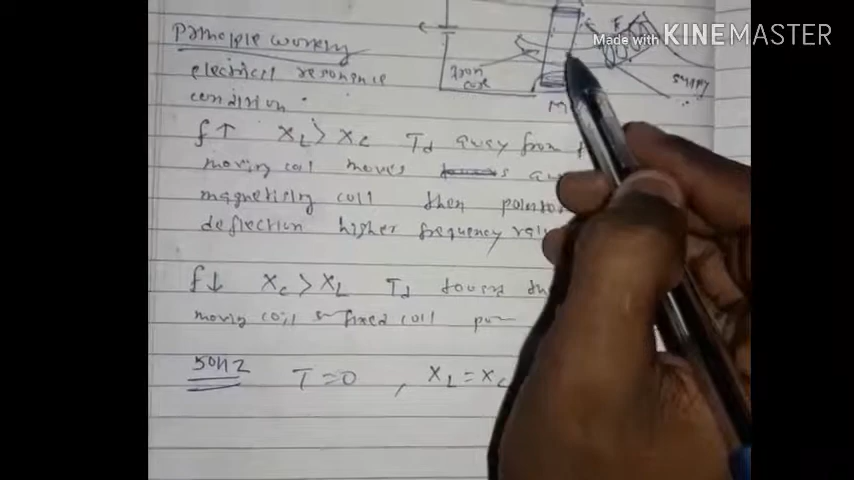 Made with KINEMASTER
F
supply
Iron
core
M
Principle working
electrical resonance
condition.
f↑ XL > XC Td away from
moving coil moves
magnetising coil then
deflection higher frequency
f↓ XC > XL Td
moving coil fixed coil
50HZ T=0 , XL = XC